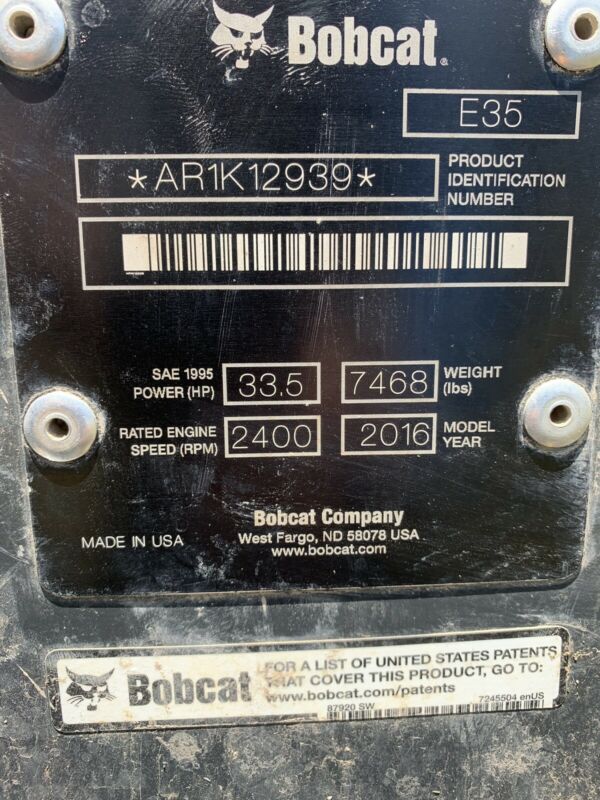 Bobcat®
E35
*AR1K12939*
PRODUCT
IDENTIFICATION
NUMBER
SAE 1995
POWER (HP)
33.5
7468
WEIGHT
(lbs)
RATED ENGINE
SPEED (RPM)
2400
2016
MODEL
YEAR
Bobcat Company
MADE IN USA
West Fargo, ND 58078 USA
www.bobcat.com
Bobcat
FOR A LIST OF UNITED STATES PATENTS
THAT COVER THIS PRODUCT, GO TO:
www.bobcat.com/patents
87920 SW
7245504 enUS